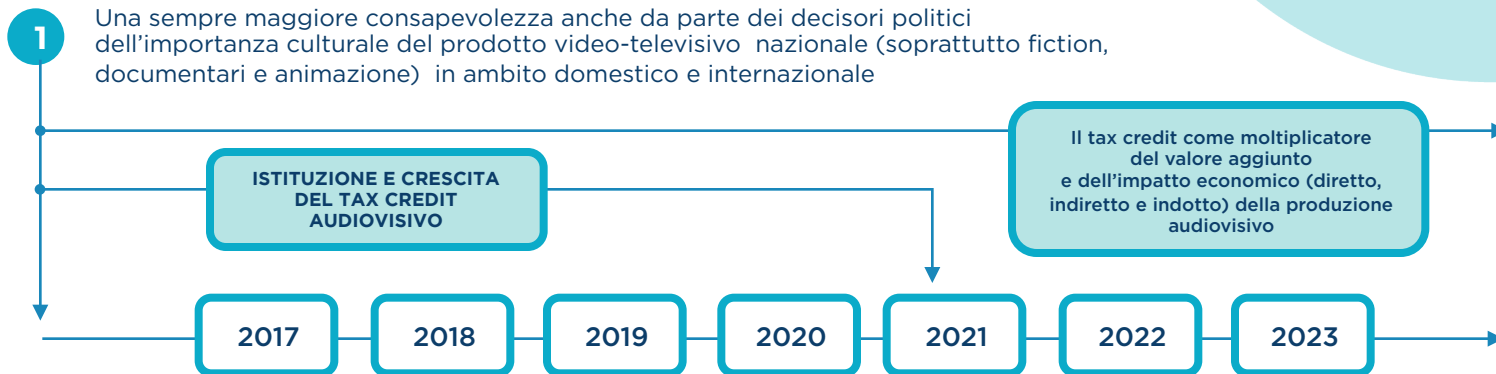 1
Una sempre maggiore consapevolezza anche da parte dei decisori politici
dell’importanza culturale del prodotto video-televisivo nazionale (soprattutto fiction,
documentari e animazione) in ambito domestico e internazionale
Il tax credit come moltiplicatore
del valore aggiunto
e dell’impatto economico (diretto,
indiretto e indotto) della produzione
audiovisivo
ISTITUZIONE E CRESCITA
DEL TAX CREDIT
AUDIOVISIVO
2017
2018
2019
2020
2021
2022
2023